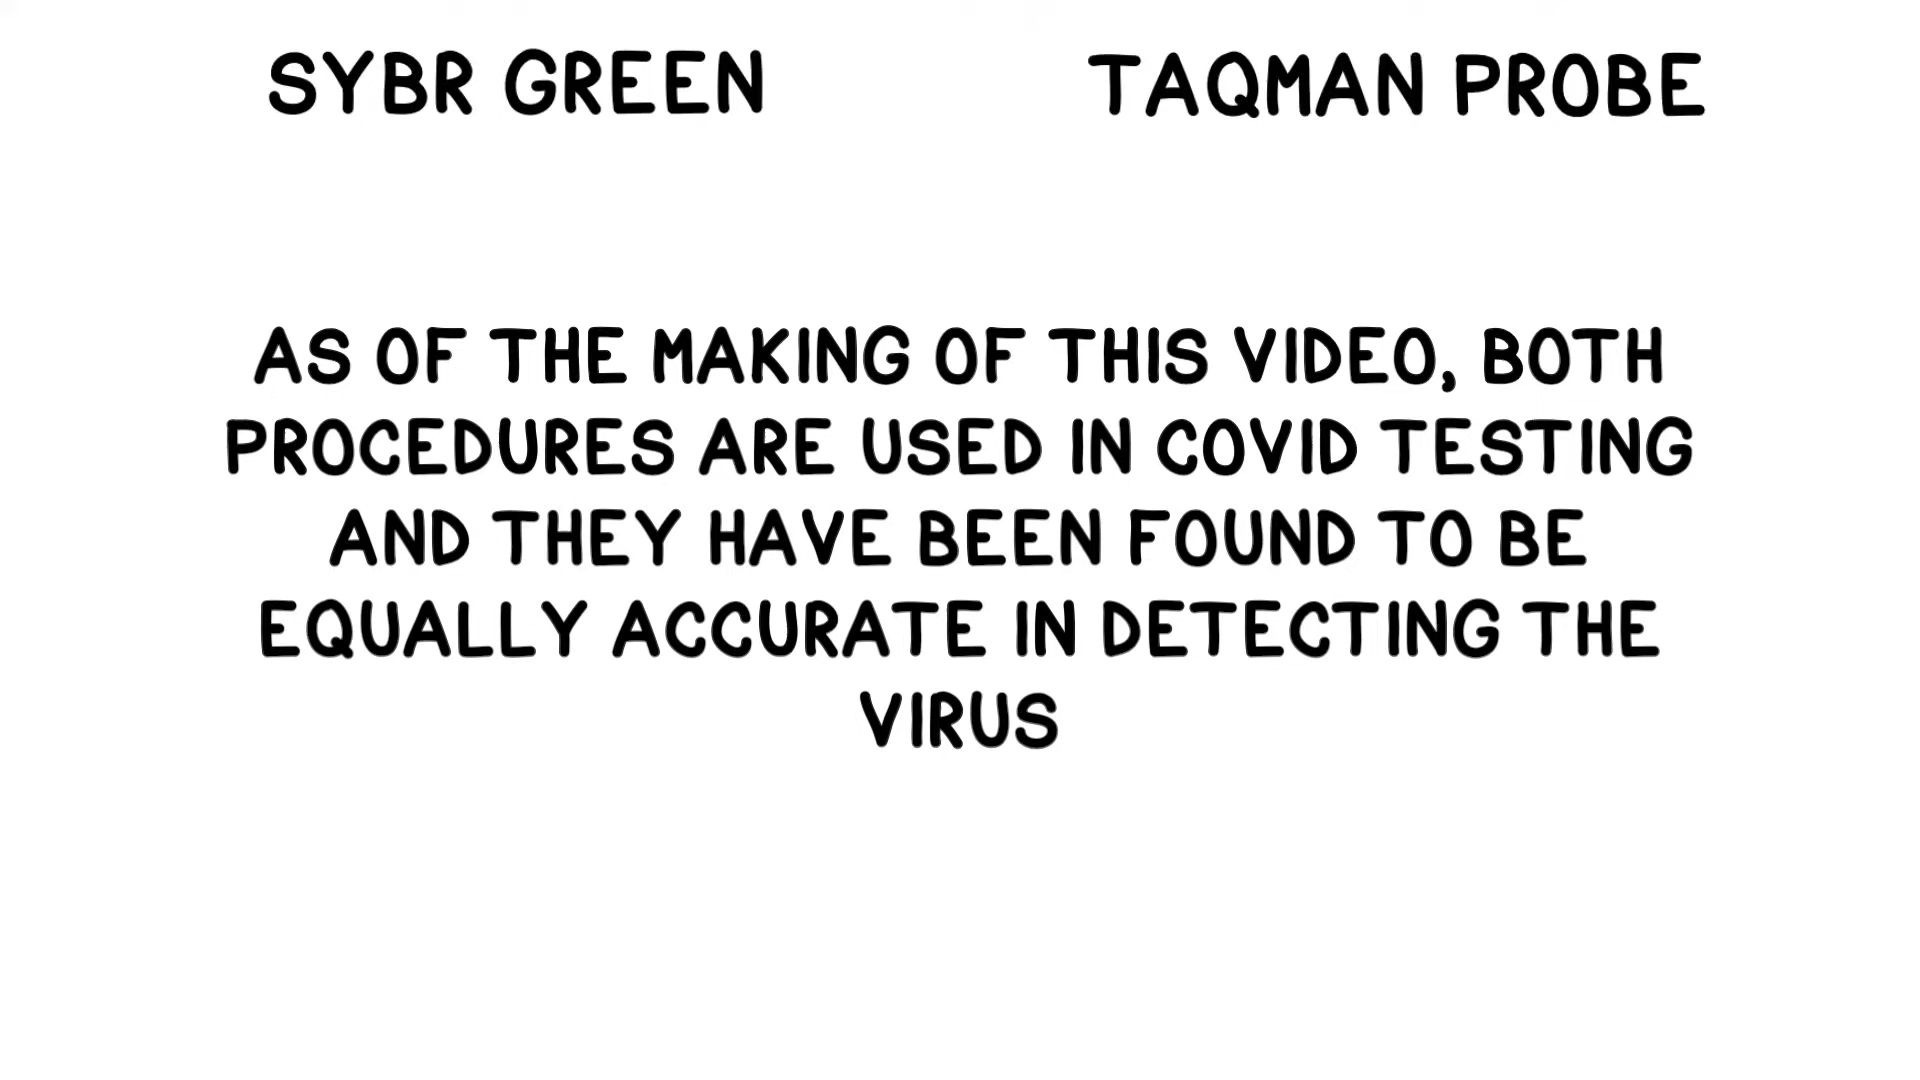 SYBR GREEN
TAQMAN PROBE
AS OF THE MAKING OF THIS VIDEO, BOTH
PROCEDURES ARE USED IN COVID TESTING
AND THEY HAVE BEEN FOUND TO BE
EQUALLY ACCURATE IN DETECTING THE
VIRUS